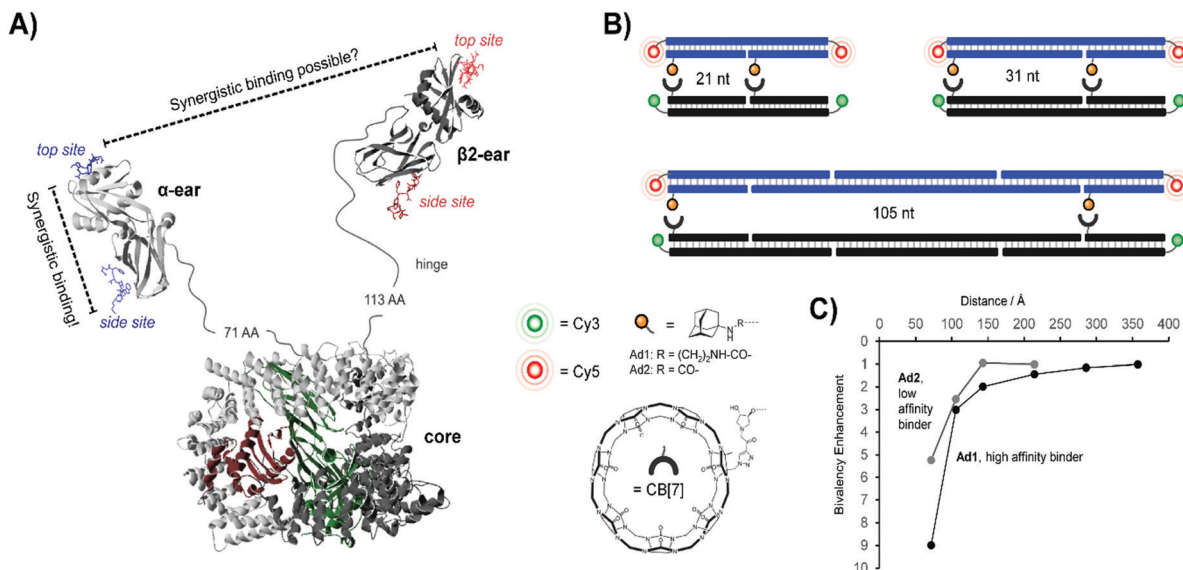 A)
Synergistic binding possible?
top site
top site
α-ear
β2-ear
side site
Synergistic binding!
side site
hinge
71 AA
113 AA
core
B)
21 nt
31 nt
105 nt
= Cy3
= Cy5
=
N
H
R
Ad1: R = (CH2)2NH-CO-
Ad2: R = CO-
= CB[7]
C)
Distance / Å
0 50 100 150 200 250 300 350 400
Bivalency Enhancement
0
1
2
3
4
5
6
7
8
9
10
Ad2,
low
affinity
binder
Ad1, high affinity binder